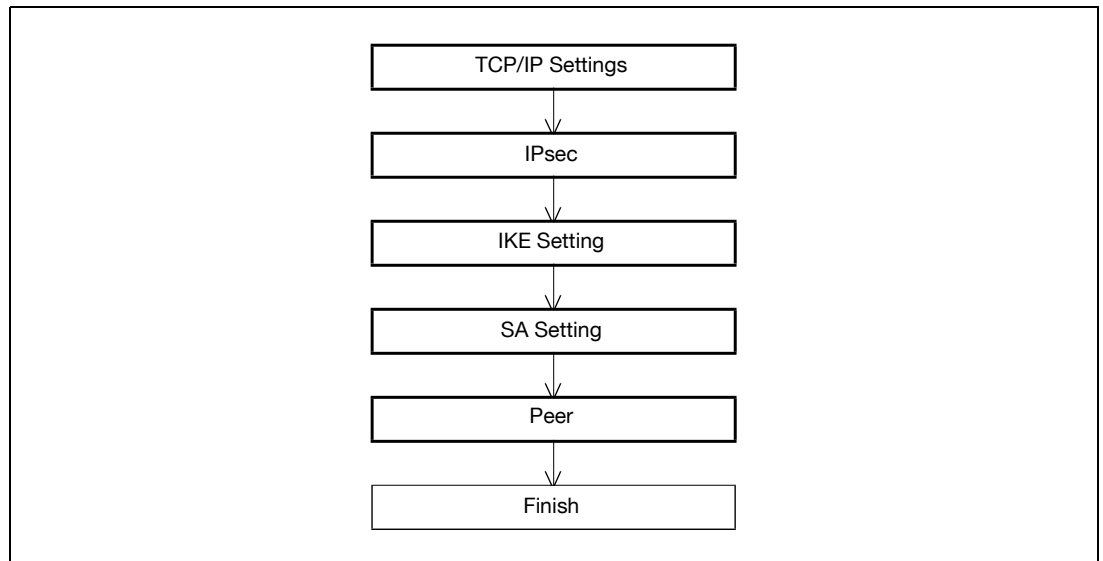 TCP/IP Settings
IPsec
IKE Setting
SA Setting
Peer
Finish